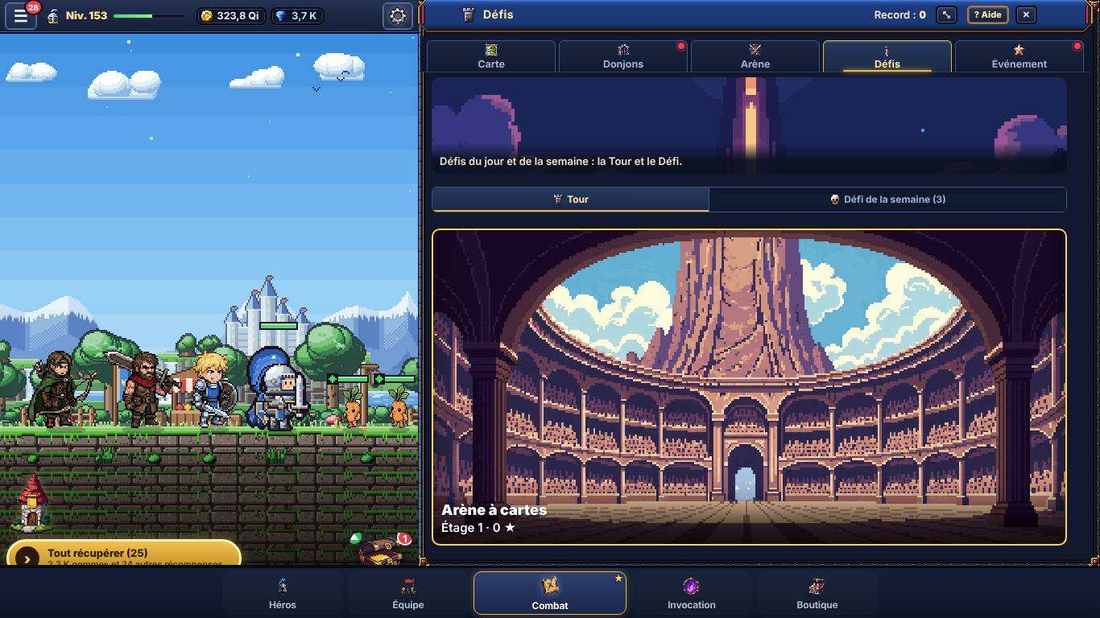 28
Niv. 153
323,8 Qi
3,7 K
Défis
Record : 0
? Aide
Carte
Donjons
Arène
Défis
Événement
Défis du jour et de la semaine : la Tour et le Défi.
Tour
Défi de la semaine (3)
Arène à cartes
Étage 1 · 0 ★
Tout récupérer (25)
1
Héros
Équipe
Combat
Invocation
Boutique